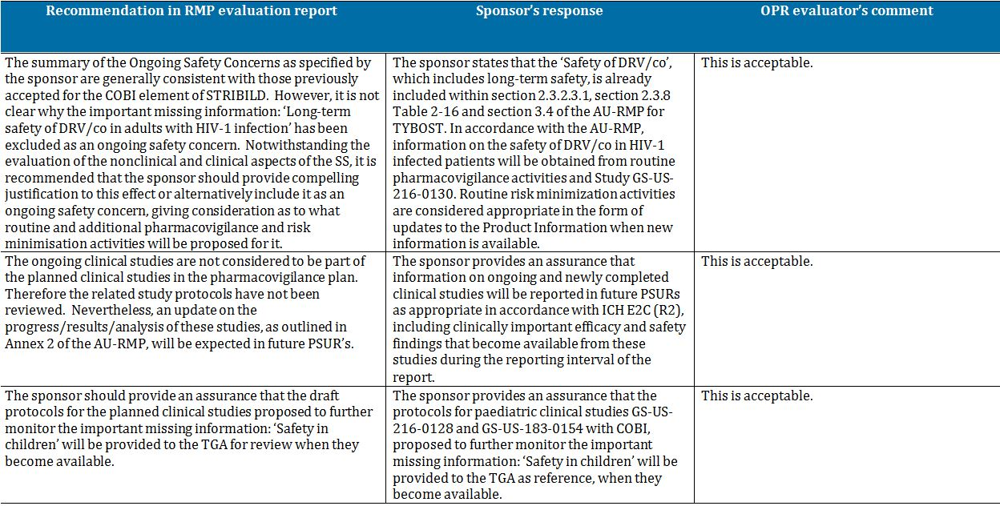 Recommendation in RMP evaluation report
Sponsor's response
OPR evaluator's comment
The summary of the Ongoing Safety Concerns as specified by
the sponsor are generally consistent with those previously
accepted for the COBI element of STRIBILD.  However, it is not
clear why the important missing information: 'Long-term
safety of DRV/co in adults with HIV-1 infection' has been
excluded as an ongoing safety concern.  Notwithstanding the
evaluation of the nonclinical and clinical aspects of the SS, it is
recommended that the sponsor should provide compelling
justification to this effect or alternatively include it as an
ongoing safety concern, giving consideration as to what
routine and additional pharmacovigilance and risk
minimisation activities will be proposed for it.
The sponsor states that the 'Safety of DRV/co',
which includes long-term safety, is already
included within section 2.3.2.3.1, section 2.3.8
Table 2-16 and section 3.4 of the AU-RMP for
TYBOST. In accordance with the AU-RMP,
information on the safety of DRV/co in HIV-1
infected patients will be obtained from routine
pharmacovigilance activities and Study GS-US-
216-0130. Routine risk minimization activities
are considered appropriate in the form of
updates to the Product Information when new
information is available.
This is acceptable.
The ongoing clinical studies are not considered to be part of
the planned clinical studies in the pharmacovigilance plan.
Therefore the related study protocols have not been
reviewed.  Nevertheless, an update on the
progress/results/analysis of these studies, as outlined in
Annex 2 of the AU-RMP, will be expected in future PSUR's.
The sponsor provides an assurance that
information on ongoing and newly completed
clinical studies will be reported in future PSURs
as appropriate in accordance with ICH E2C (R2),
including clinically important efficacy and safety
findings that become available from these
studies during the reporting interval of the
report.
This is acceptable.
The sponsor should provide an assurance that the draft
protocols for the planned clinical studies proposed to further
monitor the important missing information: 'Safety in
children' will be provided to the TGA for review when they
become available.
The sponsor provides an assurance that the
protocols for paediatric clinical studies GS-US-
216-0128 and GS-US-183-0154 with COBI,
proposed to further monitor the important
missing information: 'Safety in children' will be
provided to the TGA as reference, when they
become available.
This is acceptable.